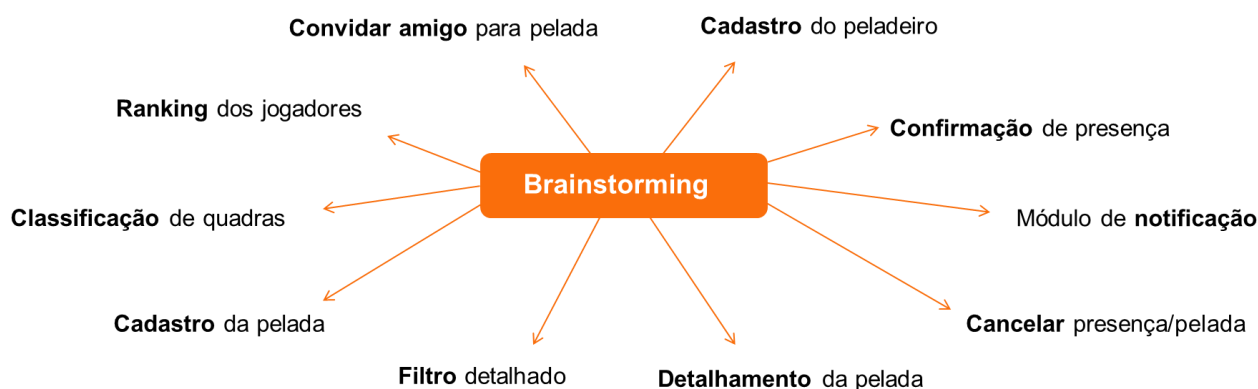 Convidar amigo para pelada
Cadastro do peladeiro
Ranking dos jogadores
Confirmação de presença
Brainstorming
Classificação de quadras
Módulo de notificação
Cadastro da pelada
Cancelar presença/pelada
Filtro detalhado
Detalhamento da pelada